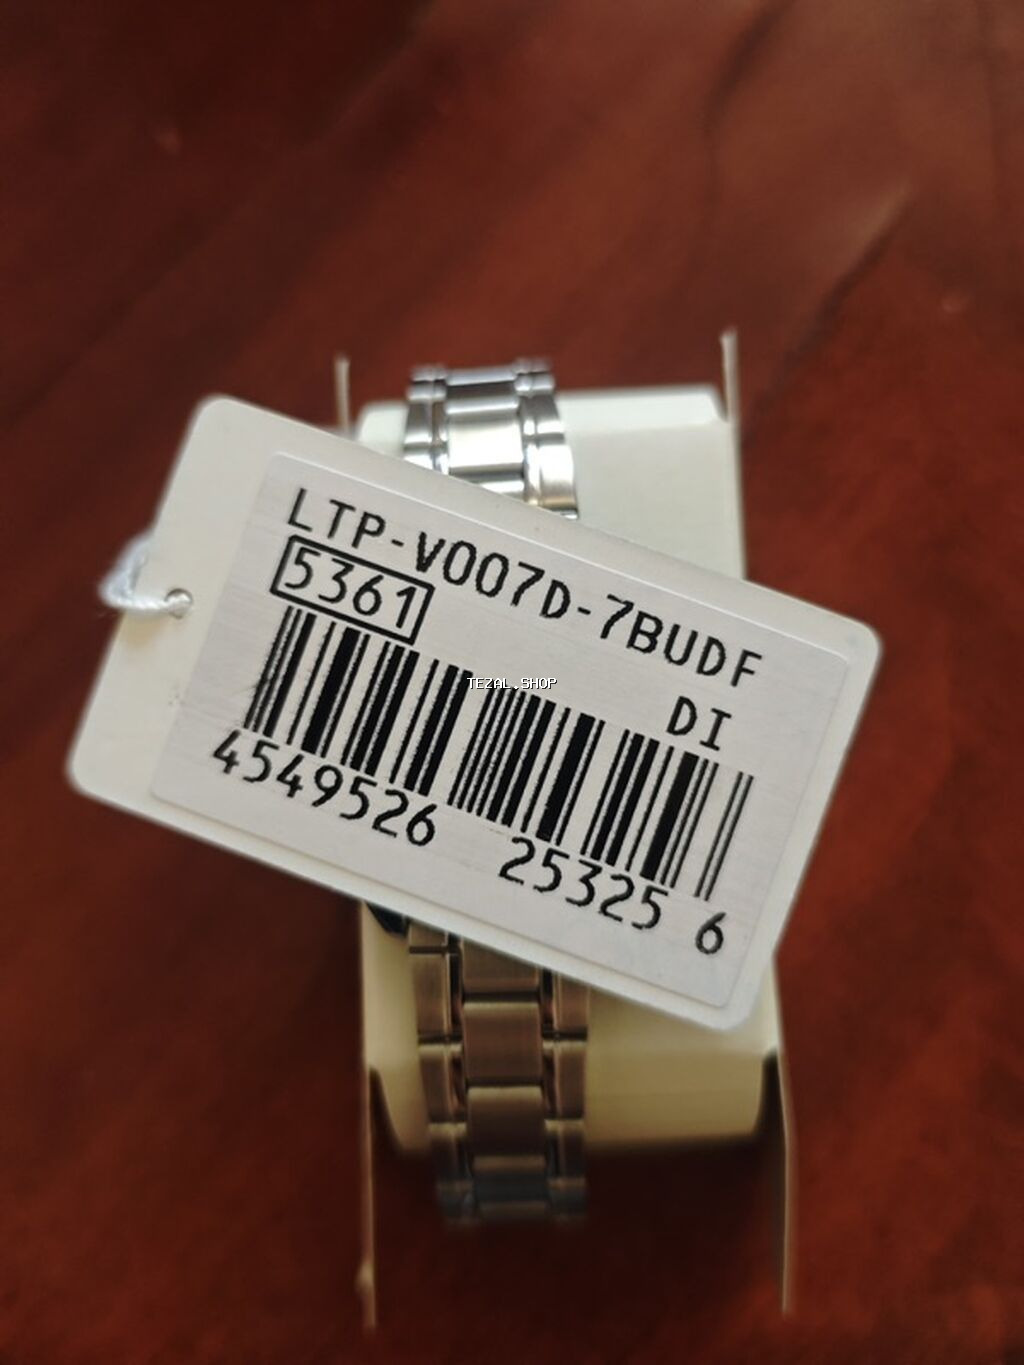 LTP-V007D-7BUDF
5361
DI
TEZAL.SHOP
4549526 25325 6